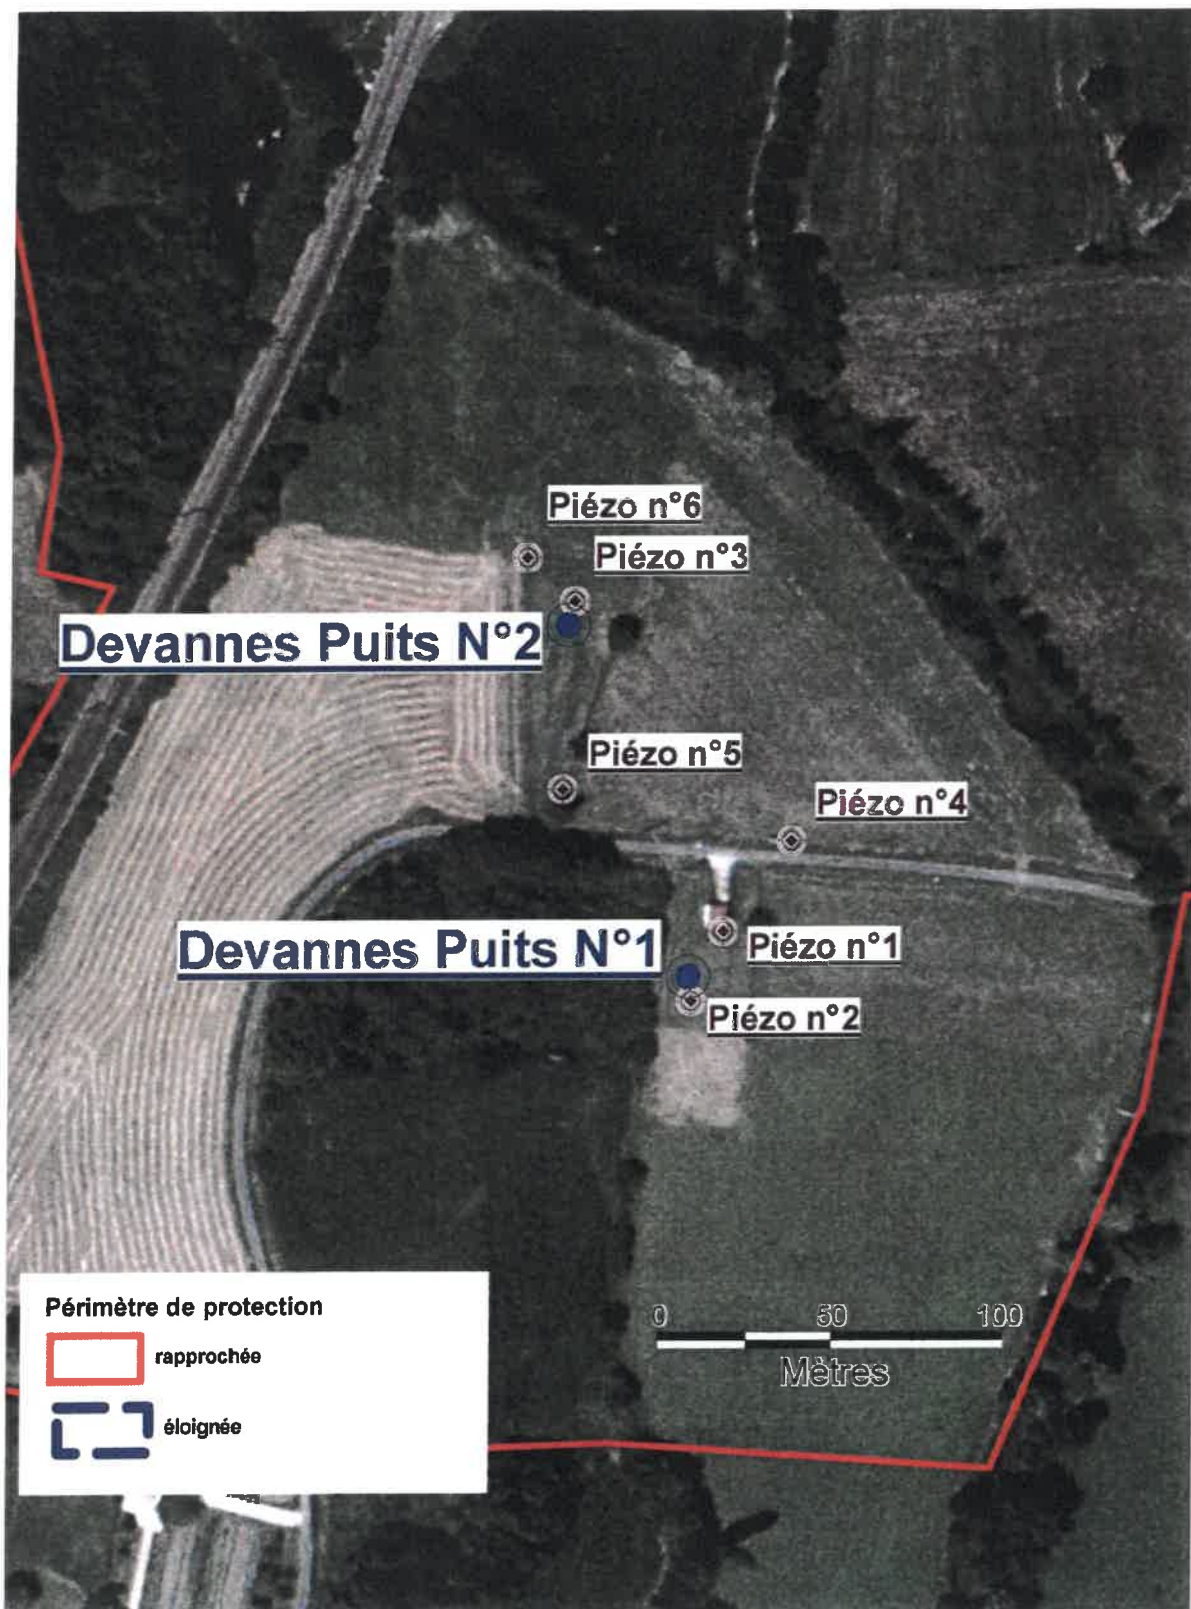 Piézo n°6
Piézo n°3
Devannes Puits N°2
Piézo n°5
Piézo n°4
Devannes Puits N°1
Piézo n°1
Piézo n°2
Périmètre de protection
rapprochée
éloignée
0 50 100
Mètres